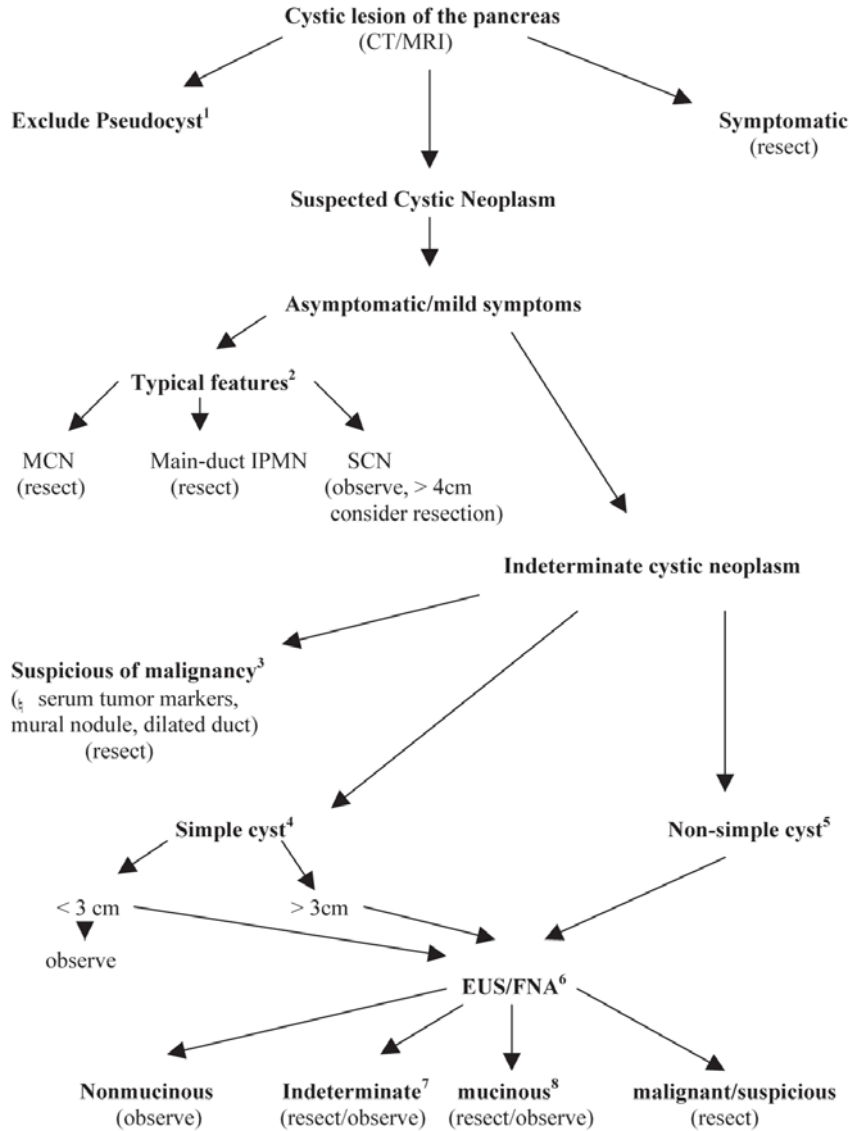 Cystic lesion of the pancreas
(CT/MRI)
Exclude Pseudocyst¹
Symptomatic
(resect)
Suspected Cystic Neoplasm
Asymptomatic/mild symptoms
Typical features²
MCN
(resect)
Main-duct IPMN
(resect)
SCN
(observe, > 4cm
consider resection)
Indeterminate cystic neoplasm
Suspicious of malignancy³
( serum tumor markers,
mural nodule, dilated duct)
(resect)
Simple cyst⁴
Non-simple cyst⁵
< 3 cm
> 3cm
observe
EUS/FNA⁶
Nonmucinous
(observe)
Indeterminate⁷
(resect/observe)
mucinous⁸
(resect/observe)
malignant/suspicious
(resect)